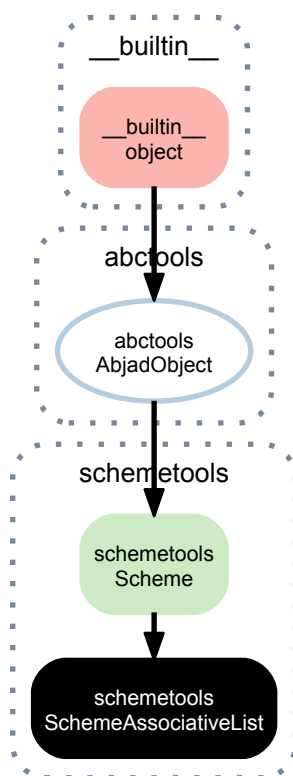 __builtin__
__builtin__
object
abctools
abctools
AbjadObject
schemetools
schemetools
Scheme
schemetools
SchemeAssociativeList